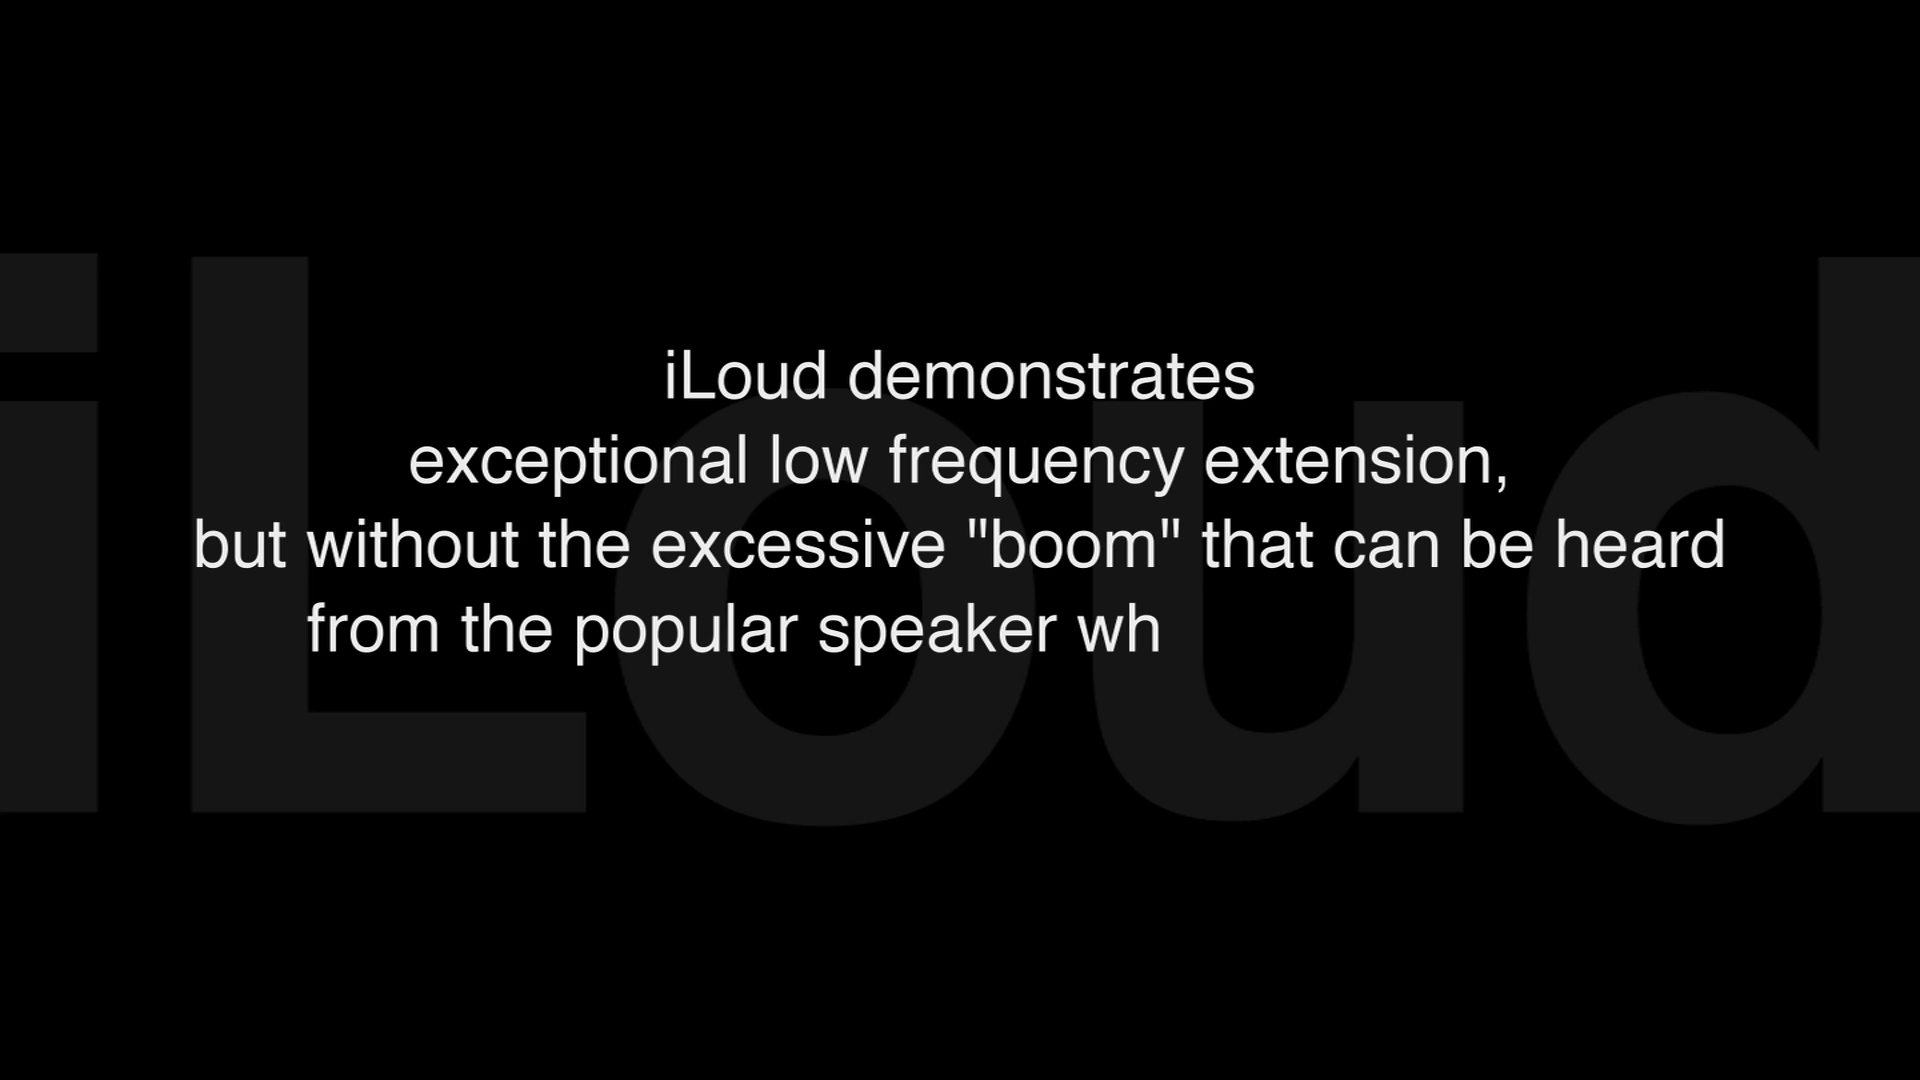 iLoud
iLoud demonstrates
exceptional low frequency extension,
but without the excessive "boom" that can be heard
from the popular speaker wh